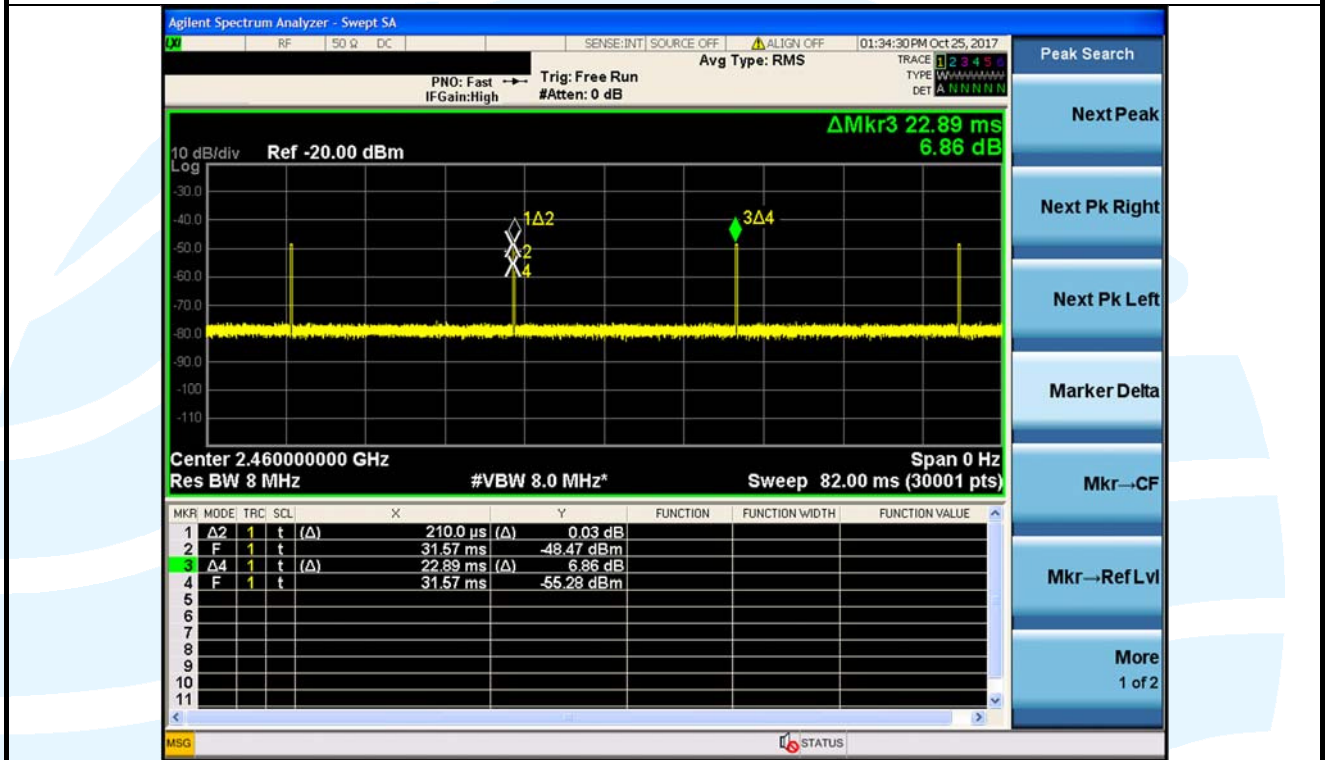 Agilent Spectrum Analyzer - Swept SA
LXI RF 50 Ω DC SENSE:INT SOURCE OFF ALIGN OFF 01:34:30 PM Oct 25, 2017
Avg Type: RMS TRACE 1 2 3 4 5 6
PNO: Fast Trig: Free Run TYPE W
IFGain:High #Atten: 0 dB DET A N N N N N
ΔMkr3 22.89 ms
6.86 dB
10 dB/div Ref -20.00 dBm
Log
-30.0
-40.0
-50.0
-60.0
-70.0
-80.0
-90.0
-100
-110
1Δ2
2
4
3Δ4
Center 2.460000000 GHz Span 0 Hz
Res BW 8 MHz #VBW 8.0 MHz* Sweep 82.00 ms (30001 pts)
MKR MODE TRC SCL X Y FUNCTION FUNCTION WIDTH FUNCTION VALUE
1 Δ2 1 t (Δ) 210.0 µs (Δ) 0.03 dB
2 F 1 t 31.57 ms -48.47 dBm
3 Δ4 1 t (Δ) 22.89 ms (Δ) 6.86 dB
4 F 1 t 31.57 ms -55.28 dBm
5
6
7
8
9
10
11
MSG STATUS
Peak Search
Next Peak
Next Pk Right
Next Pk Left
Marker Delta
Mkr→CF
Mkr→Ref Lvl
More
1 of 2